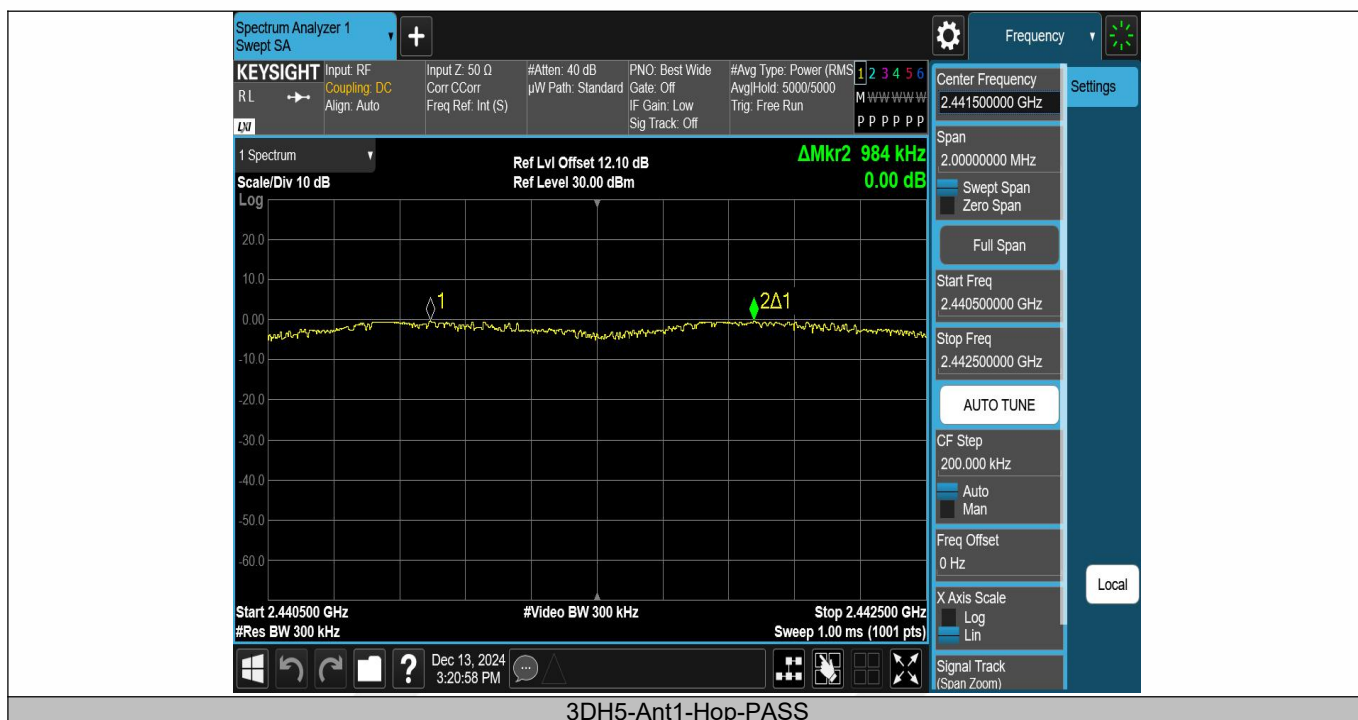 Spectrum Analyzer 1
Swept SA
+
Frequency
KEYSIGHT
RL
LXI
Input: RF
Coupling: DC
Align: Auto
Input Z: 50 Ω
Corr CCorr
Freq Ref: Int (S)
#Atten: 40 dB
µW Path: Standard
PNO: Best Wide
Gate: Off
IF Gain: Low
Sig Track: Off
#Avg Type: Power (RMS
Avg|Hold: 5000/5000
Trig: Free Run
1 2 3 4 5 6
M W W W W W
P P P P P P
1 Spectrum
Scale/Div 10 dB
Log
Ref Lvl Offset 12.10 dB
Ref Level 30.00 dBm
ΔMkr2 984 kHz
0.00 dB
20.0
10.0
0.00
-10.0
-20.0
-30.0
-40.0
-50.0
-60.0
1
2Δ1
Start 2.440500 GHz
#Res BW 300 kHz
#Video BW 300 kHz
Stop 2.442500 GHz
Sweep 1.00 ms (1001 pts)
?
Dec 13, 2024
3:20:58 PM
Center Frequency
2.441500000 GHz
Settings
Span
2.00000000 MHz
Swept Span
Zero Span
Full Span
Start Freq
2.440500000 GHz
Stop Freq
2.442500000 GHz
AUTO TUNE
CF Step
200.000 kHz
Auto
Man
Freq Offset
0 Hz
X Axis Scale
Log
Lin
Local
Signal Track
(Span Zoom)
3DH5-Ant1-Hop-PASS